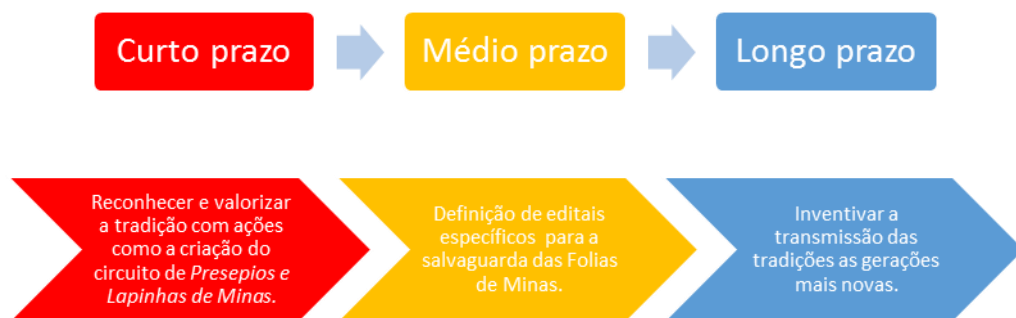 Curto prazo
Médio prazo
Longo prazo
Reconhecer e valorizar
a tradição com ações
como a criação do
circuito de Presepios e
Lapinhas de Minas.
Definição de editais
específicos para a
salvaguarda das Folias
de Minas.
Inventivar a
transmissão das
tradições as gerações
mais novas.